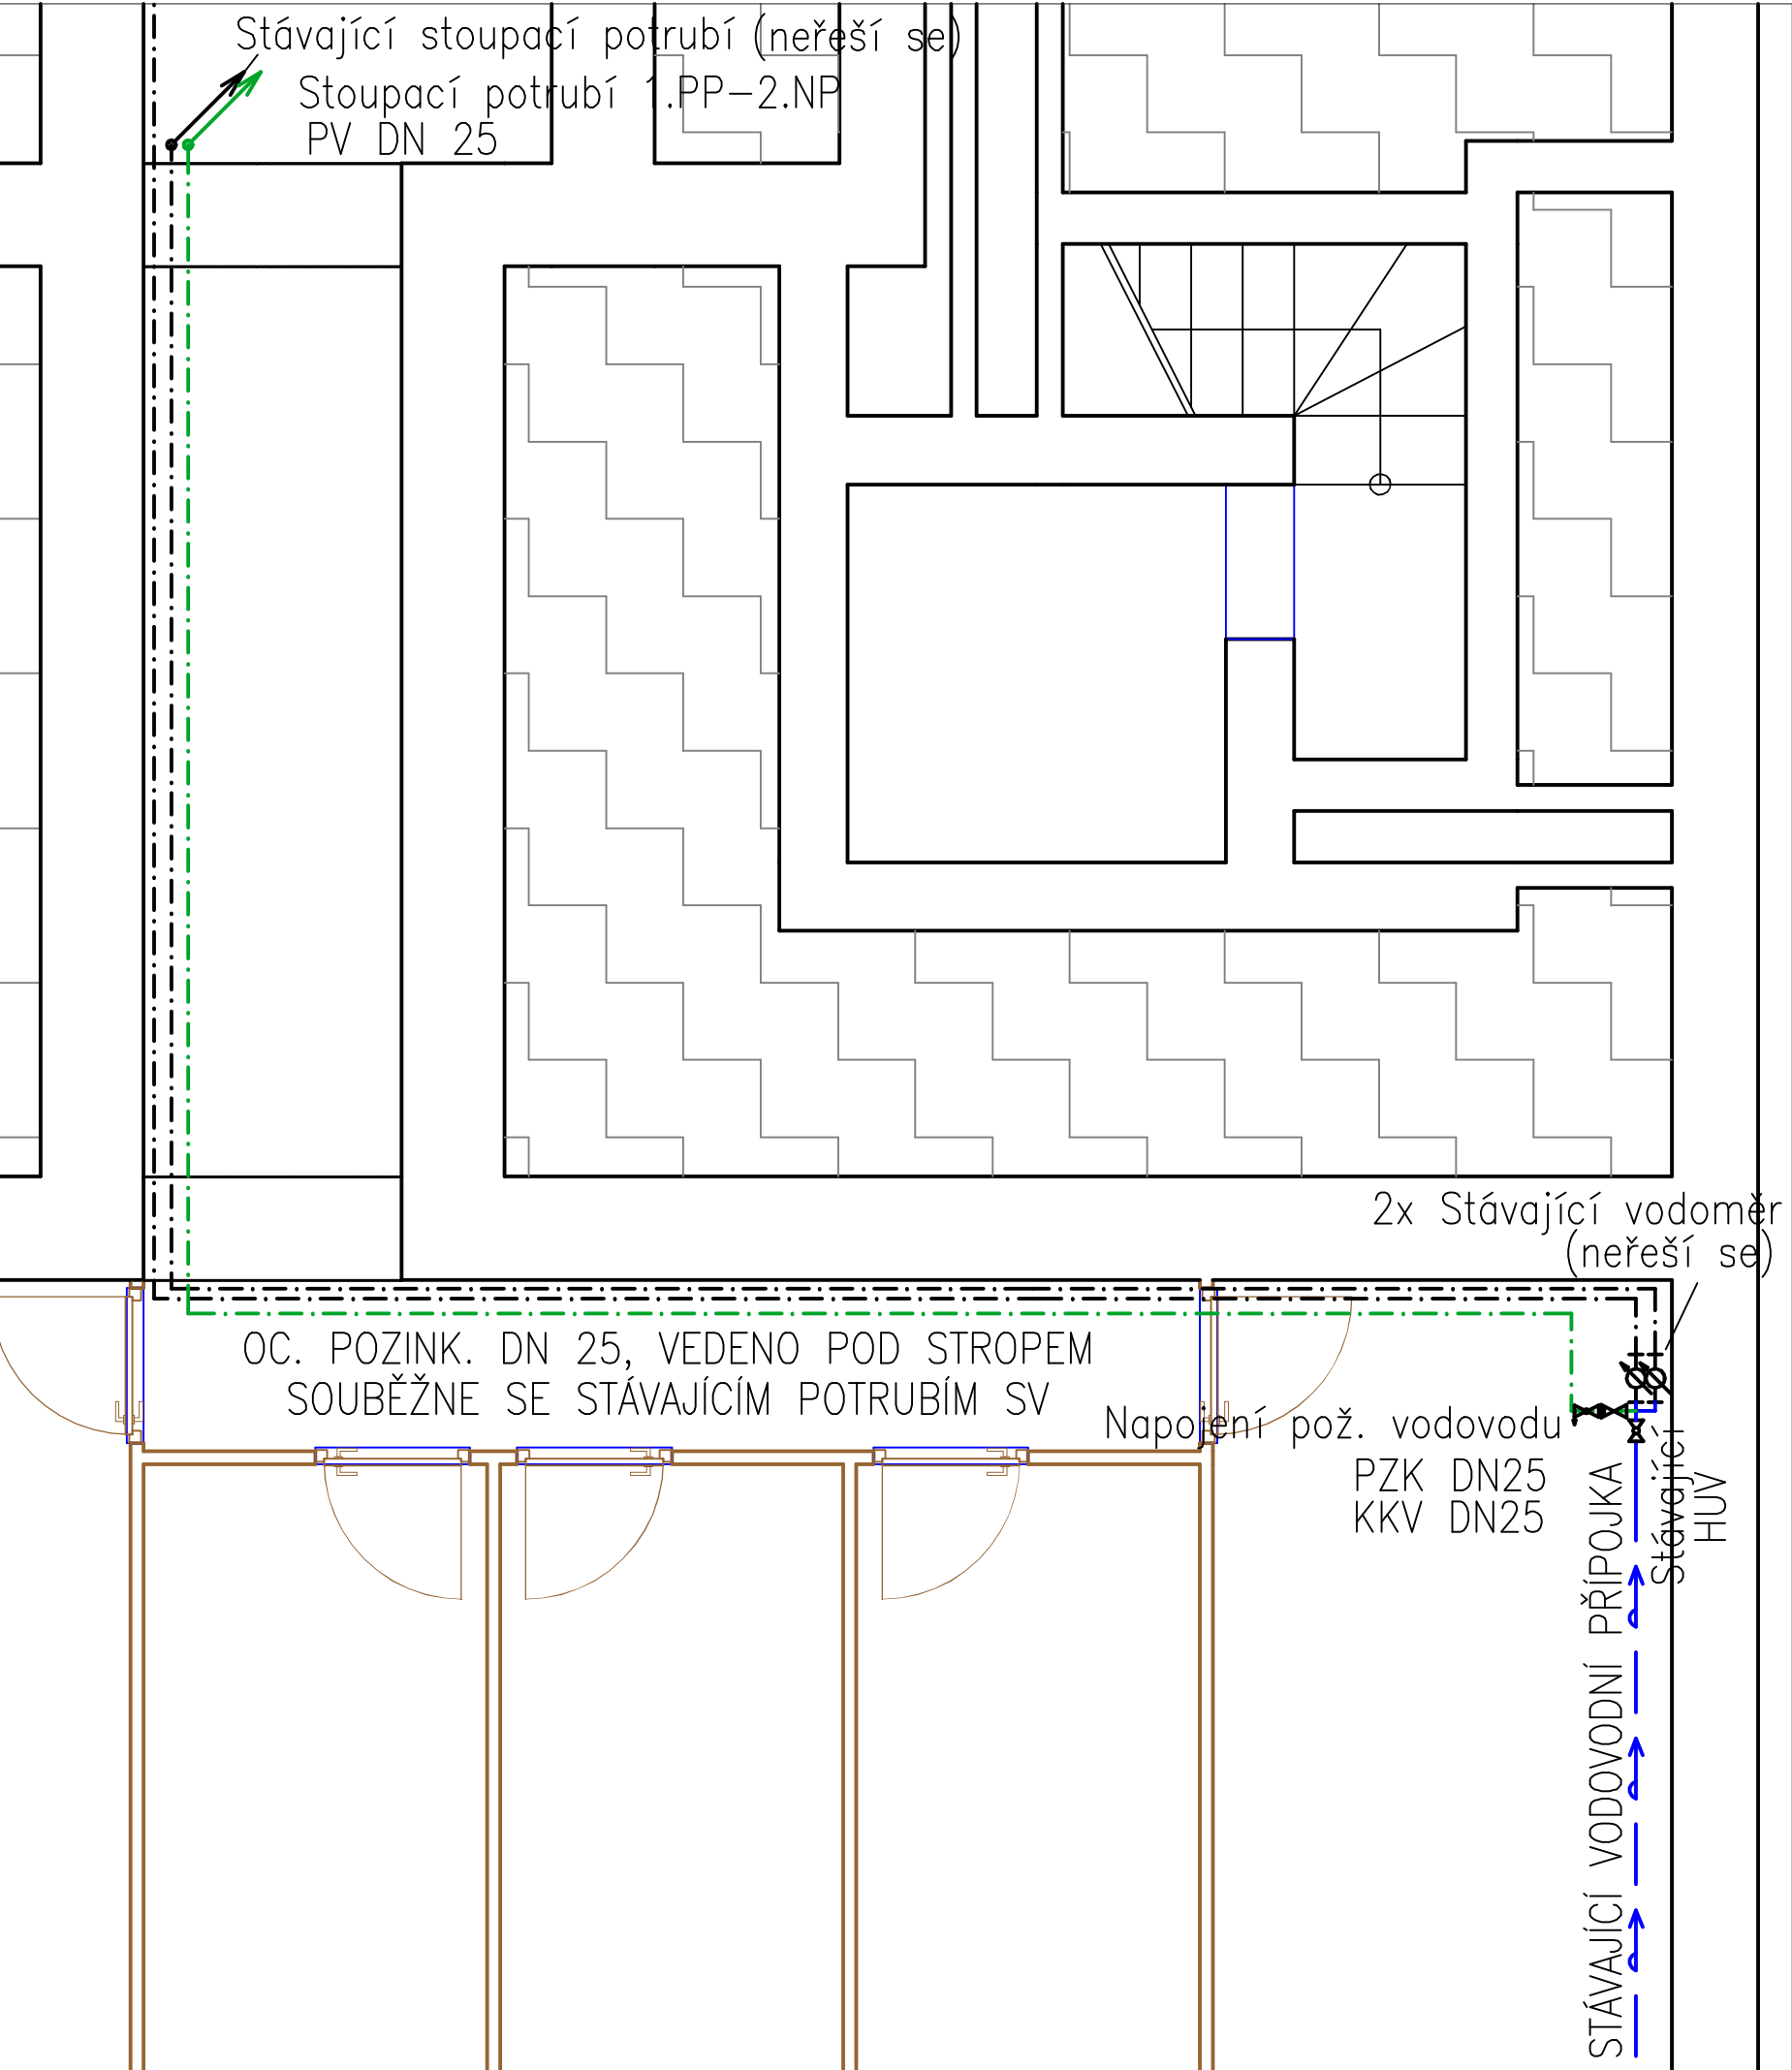 Stávající stoupací potrubí (neřeší se)
Stoupací potrubí 1.PP-2.NP
PV DN 25
2x Stávající vodoměr
(neřeší se)
OC. POZINK. DN 25, VEDENO POD STROPEM
SOUBĚŽNE SE STÁVAJÍCÍM POTRUBÍM SV
Napojení pož. vodovodu
PZK DN25
KKV DN25
Stávající
HUV
STÁVAJÍCÍ VODOVODNÍ PŘÍPOJKA